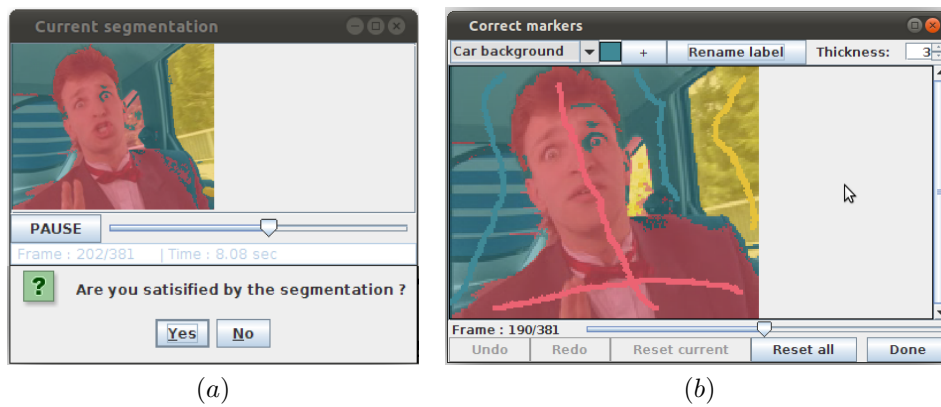 Current segmentation
PAUSE
Frame : 202/381 | Time : 8.08 sec
?
Are you satisified by the segmentation ?
Yes No
(a)
Correct markers
Car background + Rename label Thickness: 3
Frame : 190/381
Undo Redo Reset current Reset all Done
(b)